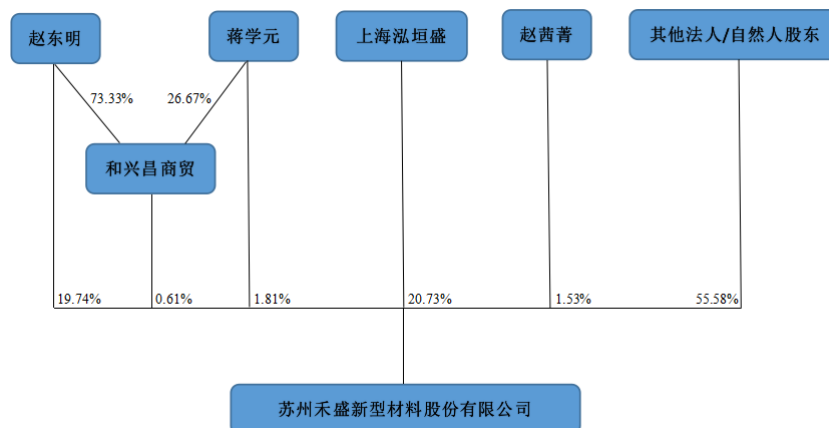 赵东明
蒋学元
上海泓垣盛
赵茜菁
其他法人/自然人股东
73.33%
26.67%
和兴昌商贸
19.74%
0.61%
1.81%
20.73%
1.53%
55.58%
苏州禾盛新型材料股份有限公司